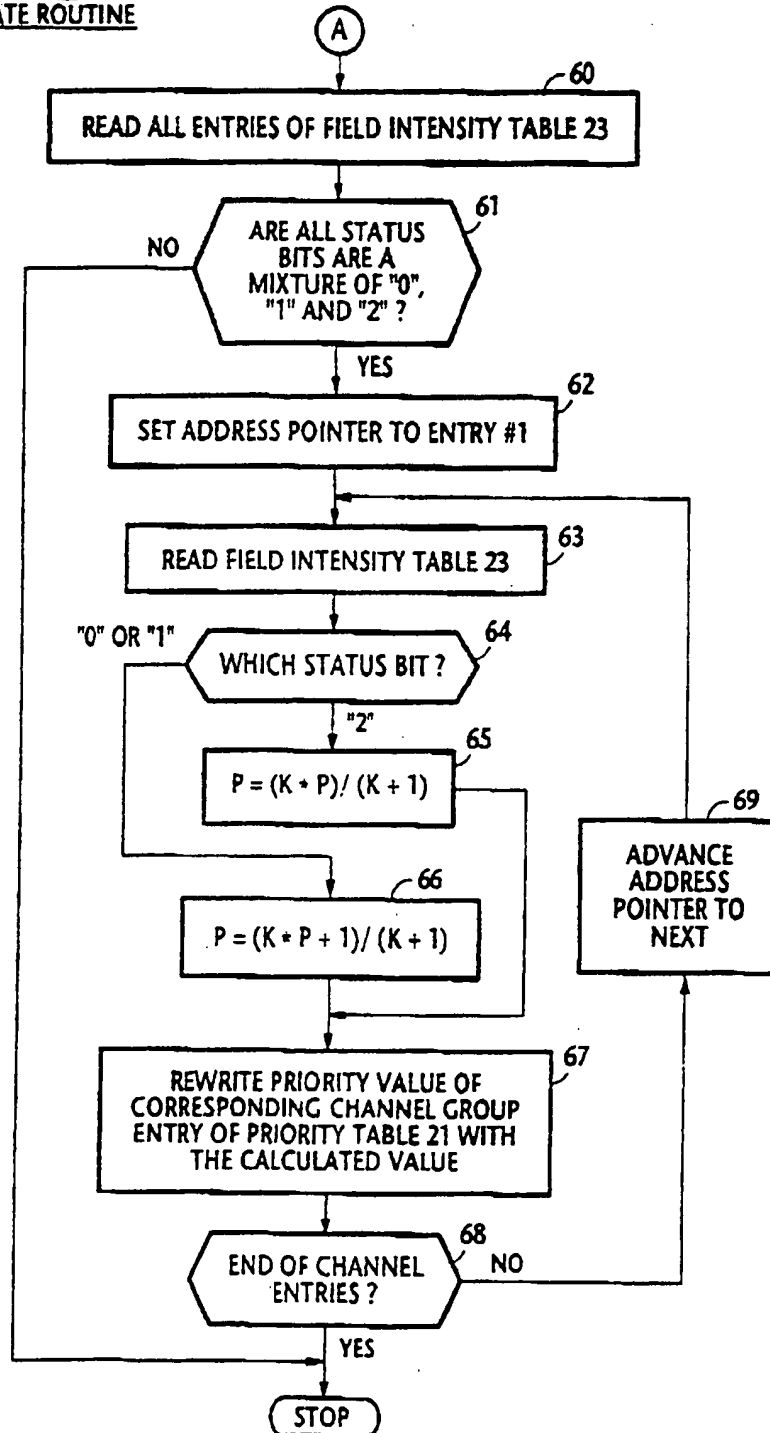 ATE ROUTINE
A
60
READ ALL ENTRIES OF FIELD INTENSITY TABLE 23
61
NO
ARE ALL STATUS
BITS ARE A
MIXTURE OF "0",
"1" AND "2" ?
YES
62
SET ADDRESS POINTER TO ENTRY #1
63
READ FIELD INTENSITY TABLE 23
"0" OR "1"
64
WHICH STATUS BIT ?
"2"
65
P = (K * P) / (K + 1)
69
ADVANCE
ADDRESS
POINTER TO
NEXT
66
P = (K * P + 1) / (K + 1)
67
REWRITE PRIORITY VALUE OF
CORRESPONDING CHANNEL GROUP
ENTRY OF PRIORITY TABLE 21 WITH
THE CALCULATED VALUE
68
END OF CHANNEL
ENTRIES ?
NO
YES
STOP